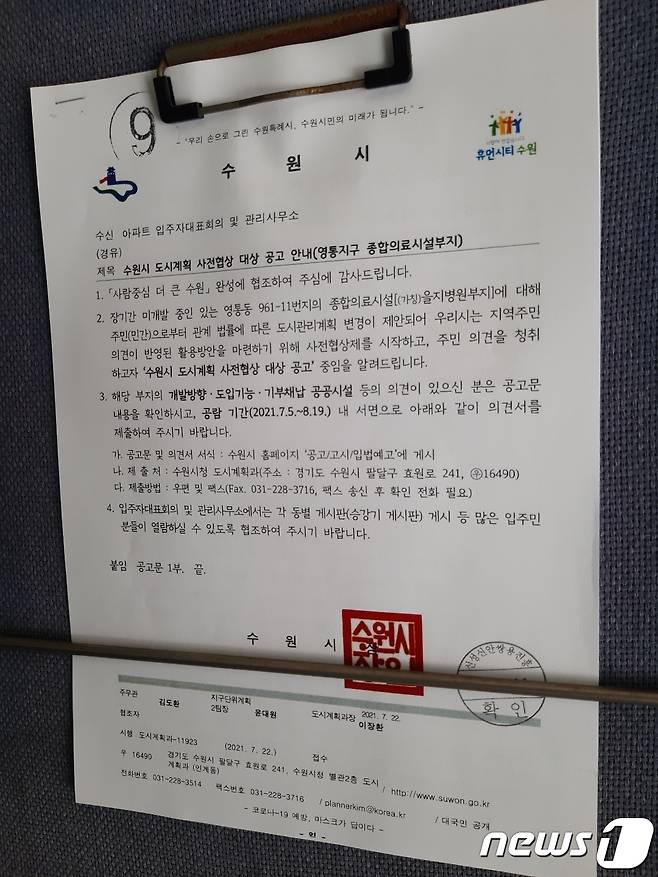 9
- "우리 손으로 그린 수원특례시, 수원시민의 미래가 됩니다." -
수 원 시
사람이 반갑습니다
휴먼시티 수원
수신 아파트 입주자대표회의 및 관리사무소
(경유)
제목 수원시 도시계획 사전협상 대상 공고 안내(영통지구 종합의료시설부지)
1. 「사람중심 더 큰 수원」 완성에 협조하여 주심에 감사드립니다.
2. 장기간 미개발 중인 있는 영통동 961-11번지의 종합의료시설[(가칭)을지병원부지]에 대해
주민(민간)으로부터 관계 법률에 따른 도시관리계획 변경이 제안되어 우리시는 지역주민
의견이 반영된 활용방안을 마련하기 위해 사전협상제를 시작하고, 주민 의견을 청취
하고자 '수원시 도시계획 사전협상 대상 공고' 중임을 알려드립니다.
3. 해당 부지의 개발방향·도입기능·기부채납 공공시설 등의 의견이 있으신 분은 공고문
내용을 확인하시고, 공람 기간(2021.7.5.~8.19.) 내 서면으로 아래와 같이 의견서를
제출하여 주시기 바랍니다.
가. 공고문 및 의견서 서식 : 수원시 홈페이지 '공고/고시/입법예고'에 게시
나. 제 출 처 : 수원시청 도시계획과(주소 : 경기도 수원시 팔달구 효원로 241, ㉾16490)
다. 제출방법 : 우편 및 팩스(Fax. 031-228-3716, 팩스 송신 후 확인 전화 필요)
4. 입주자대표회의 및 관리사무소에서는 각 동별 게시판(승강기 게시판) 게시 등 많은 입주민
분들이 열람하실 수 있도록 협조하여 주시기 바랍니다.
붙임 공고문 1부. 끝.
수 원 시 장
수원시
확 인
주무관 김도환 지구단위계획2팀장 윤대원 도시계획과장 2021. 7. 22. 이장환
협조자
시행 도시계획과-11923 (2021. 7. 22.) 접수
우 16490 경기도 수원시 팔달구 효원로 241, 수원시청 별관2층 도시계획과 (인계동) / http://www.suwon.go.kr
전화번호 031-228-3514 팩스번호 031-228-3716 / plannerkim@korea.kr / 대국민 공개
- 코로나-19 예방, 마스크가 답이다 -
news1